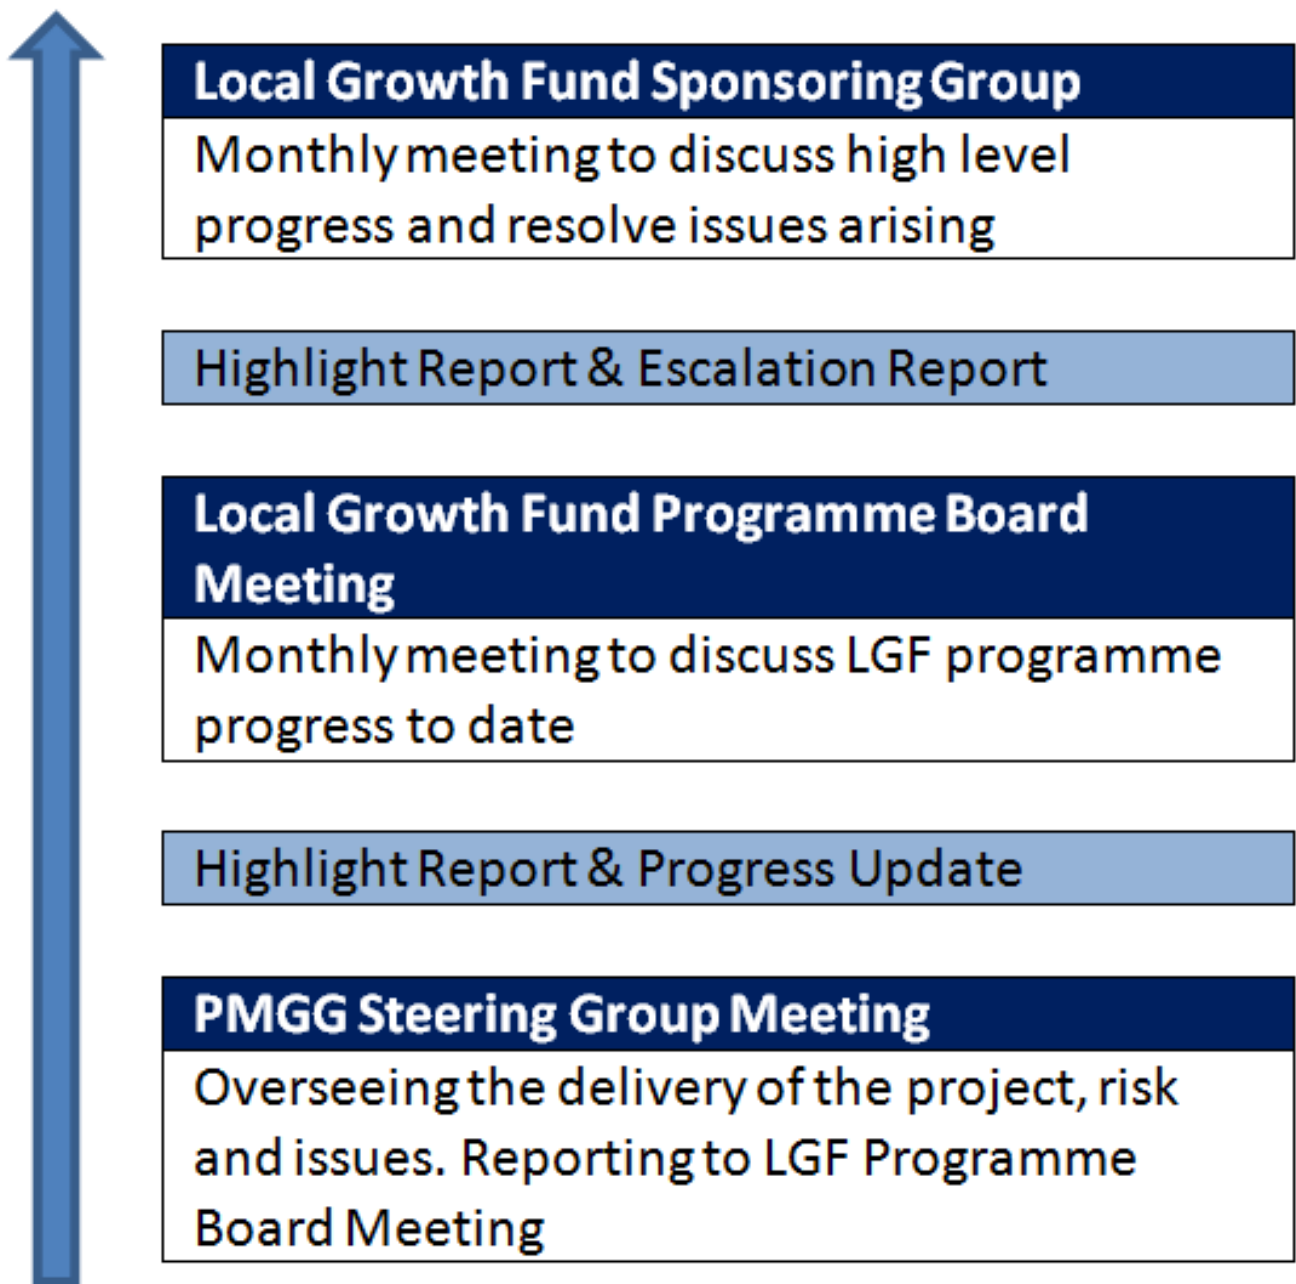 Local Growth Fund Sponsoring Group
Monthly meeting to discuss high level
progress and resolve issues arising
Highlight Report & Escalation Report
Local Growth Fund Programme Board
Meeting
Monthly meeting to discuss LGF programme
progress to date
Highlight Report & Progress Update
PMGG Steering Group Meeting
Overseeing the delivery of the project, risk
and issues. Reporting to LGF Programme
Board Meeting